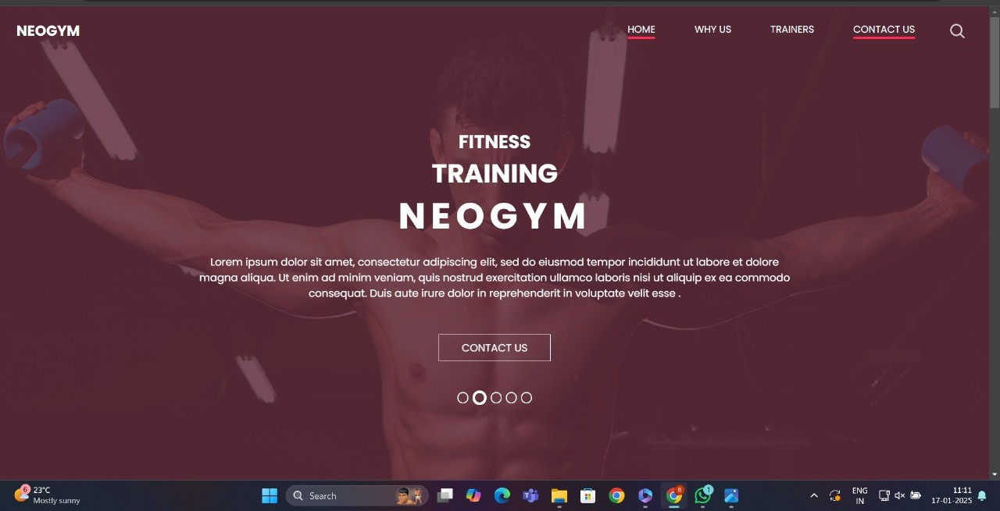 NEOGYM
HOME WHY US TRAINERS CONTACT US
FITNESS
TRAINING
NEOGYM
Lorem ipsum dolor sit amet, consectetur adipiscing elit, sed do eiusmod tempor incididunt ut labore et dolore
magna aliqua. Ut enim ad minim veniam, quis nostrud exercitation ullamco laboris nisi ut aliquip ex ea commodo
consequat. Duis aute irure dolor in reprehenderit in voluptate velit esse .
CONTACT US
6 23°C
Mostly sunny
Search
8
1
ENG
IN
11:11
17-01-2025